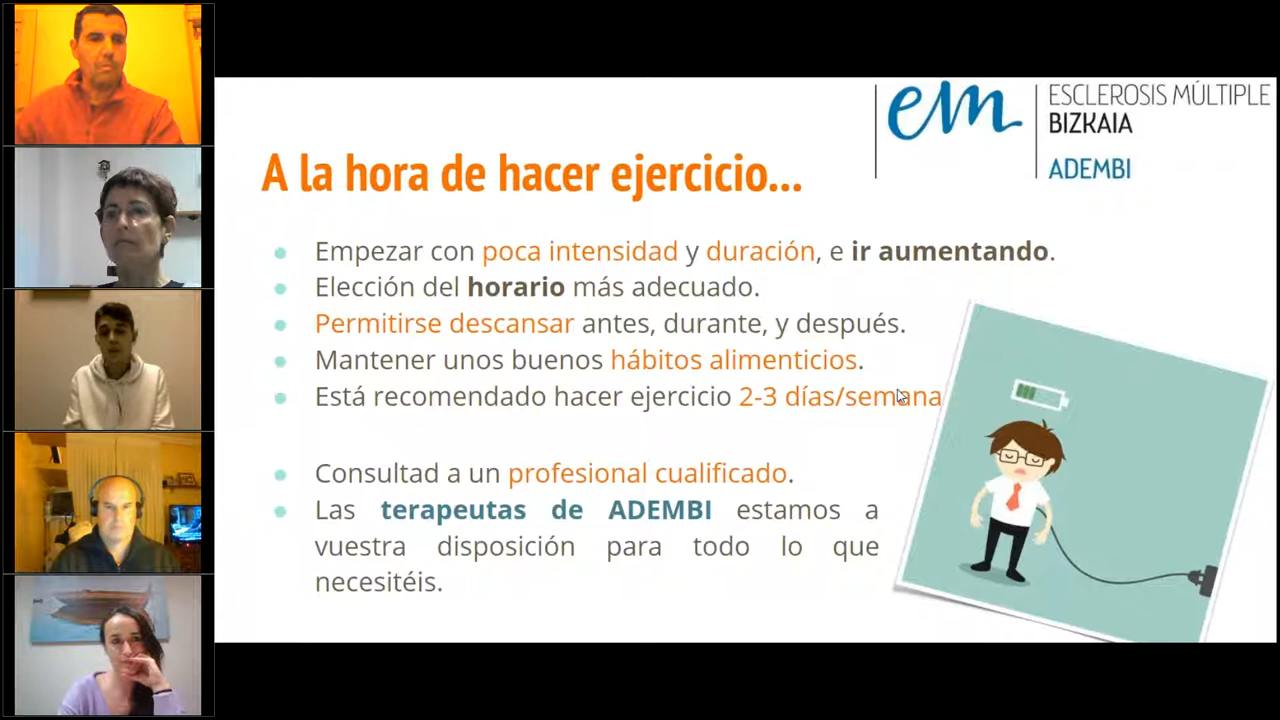 em
ESCLEROSIS MÚLTIPLE
BIZKAIA
ADEMBI
A la hora de hacer ejercicio...
Empezar con poca intensidad y duración, e ir aumentando.
Elección del horario más adecuado.
Permitirse descansar antes, durante, y después.
Mantener unos buenos hábitos alimenticios.
Está recomendado hacer ejercicio 2-3 días/semana
Consultad a un profesional cualificado.
Las terapeutas de ADEMBI estamos a
vuestra disposición para todo lo que
necesitéis.